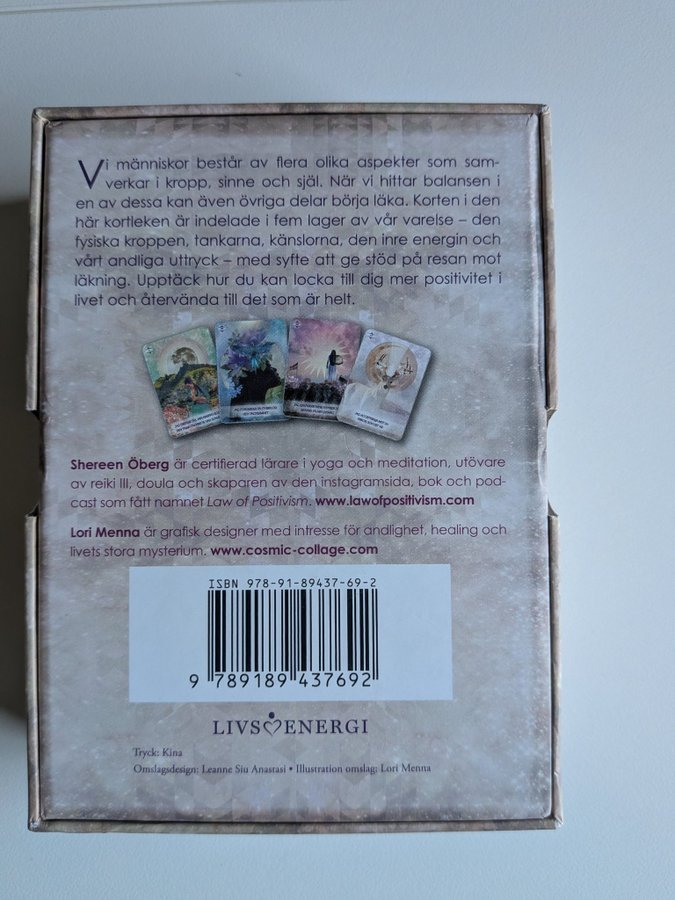 Vi människor består av flera olika aspekter som sam-
verkar i kropp, sinne och själ. När vi hittar balansen i
en av dessa kan även övriga delar börja läka. Korten i den
här kortleken är indelade i fem lager av vår varelse – den
fysiska kroppen, tankarna, känslorna, den inre energin och
vårt andliga uttryck – med syfte att ge stöd på resan mot
läkning. Upptäck hur du kan locka till dig mer positivitet i
livet och återvända till det som är helt.
Shereen Öberg är certifierad lärare i yoga och meditation, utövare
av reiki III, doula och skaparen av den instagramsida, bok och pod-
cast som fått namnet Law of Positivism. www.lawofpositivism.com
Lori Menna är grafisk designer med intresse för andlighet, healing och
livets stora mysterium. www.cosmic-collage.com
ISBN 978-91-89437-69-2
9 789189 437692
LIVS ENERGI
Tryck: Kina
Omslagsdesign: Leanne Siu Anastasi • Illustration omslag: Lori Menna